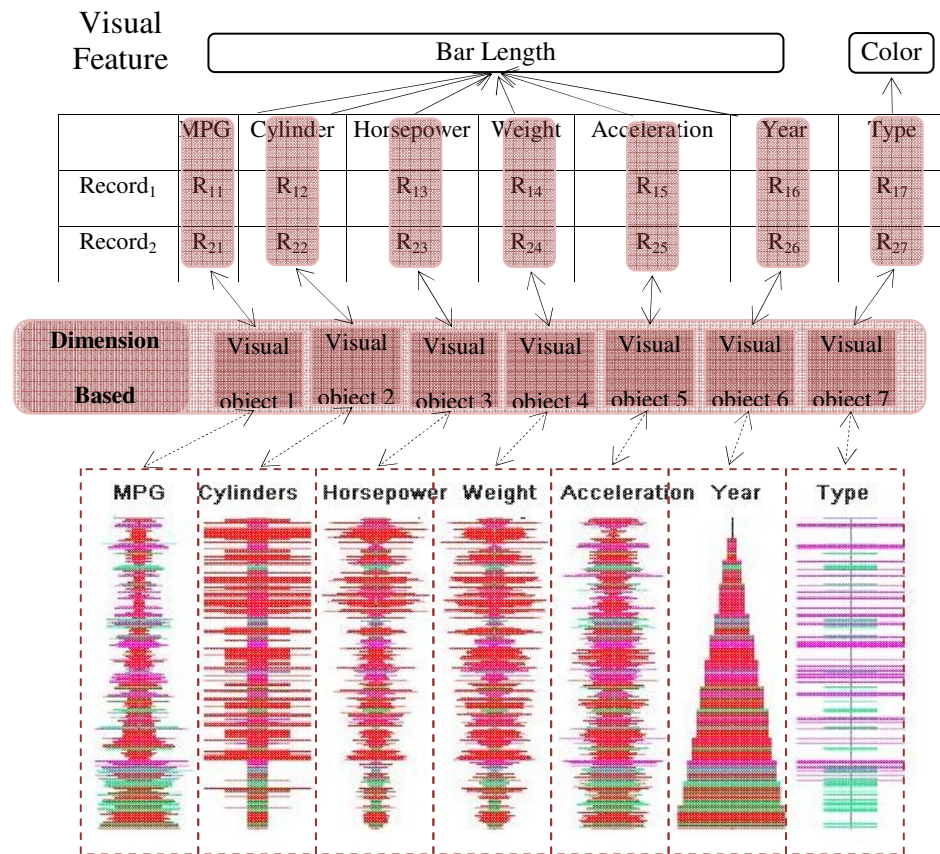 Visual
Feature
Bar Length
Color
MPG Cylinder Horsepower Weight Acceleration Year Type
Record₁ R₁₁ R₁₂ R₁₃ R₁₄ R₁₅ R₁₆ R₁₇
Record₂ R₂₁ R₂₂ R₂₃ R₂₄ R₂₅ R₂₆ R₂₇
Dimension
Based
Visual
object 1
Visual
object 2
Visual
object 3
Visual
object 4
Visual
object 5
Visual
object 6
Visual
object 7
MPG Cylinders Horsepower Weight Acceleration Year Type